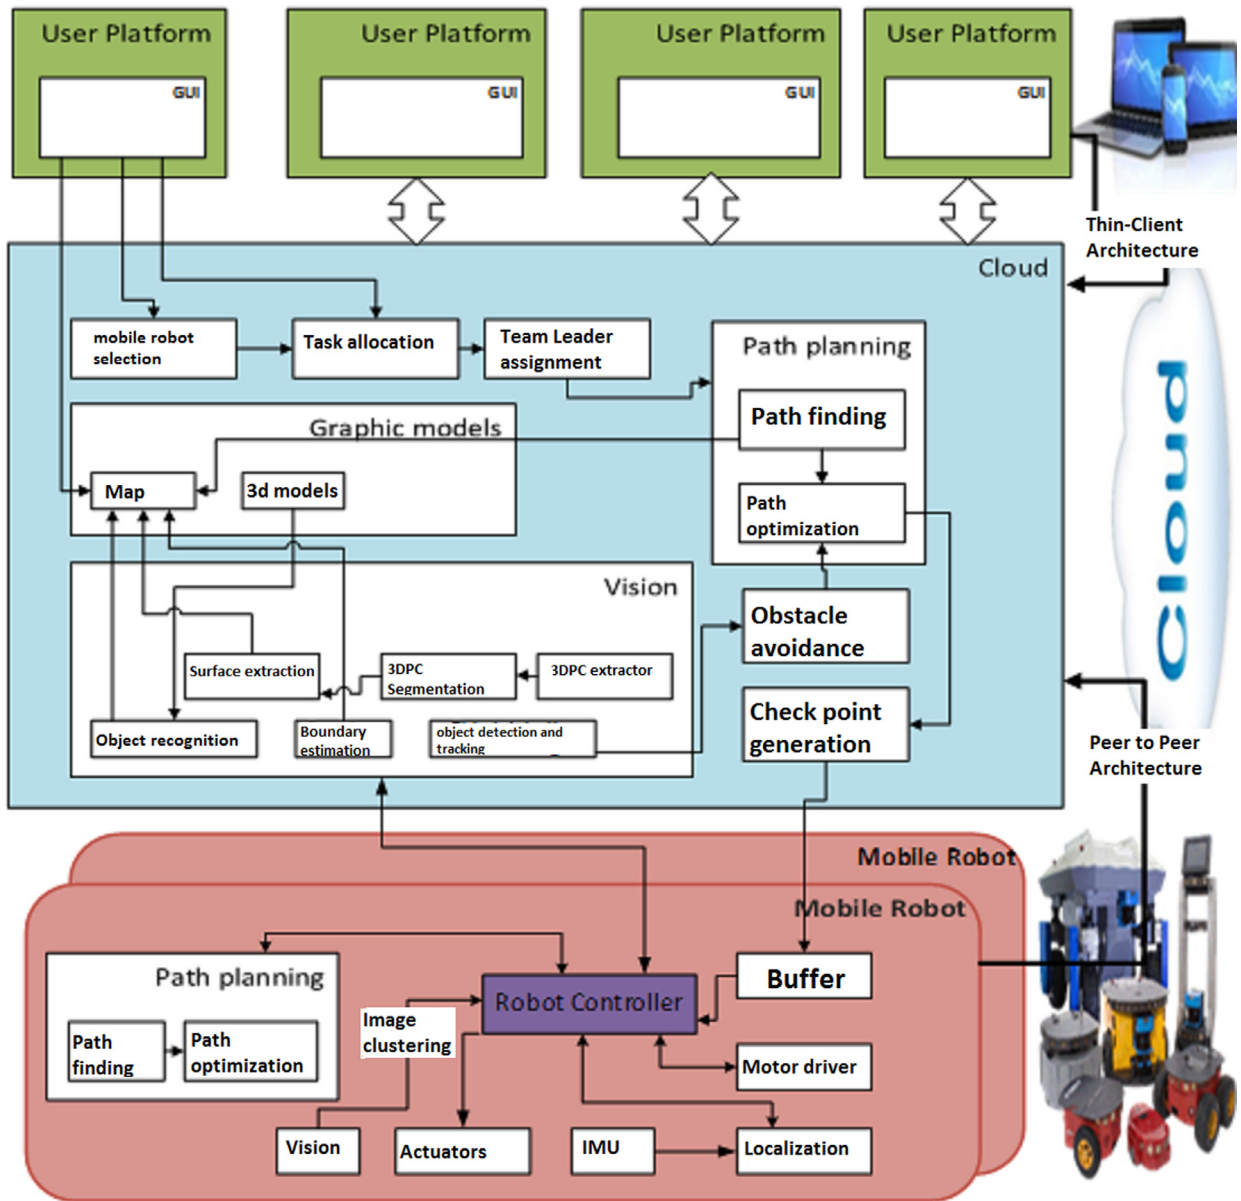 User Platform
GUI
User Platform
GUI
User Platform
GUI
User Platform
GUI
Thin-Client
Architecture
Cloud
mobile robot
selection
Task allocation
Team Leader
assignment
Path planning
Path finding
Path
optimization
Graphic models
Map
3d models
Vision
Surface extraction
3DPC
Segmentation
3DPC extractor
Object recognition
Boundary
estimation
object detection and
tracking
Obstacle
avoidance
Check point
generation
Cloud
Peer to Peer
Architecture
Mobile Robot
Mobile Robot
Path planning
Path
finding
Path
optimization
Image
clustering
Robot Controller
Buffer
Motor driver
Vision
Actuators
IMU
Localization